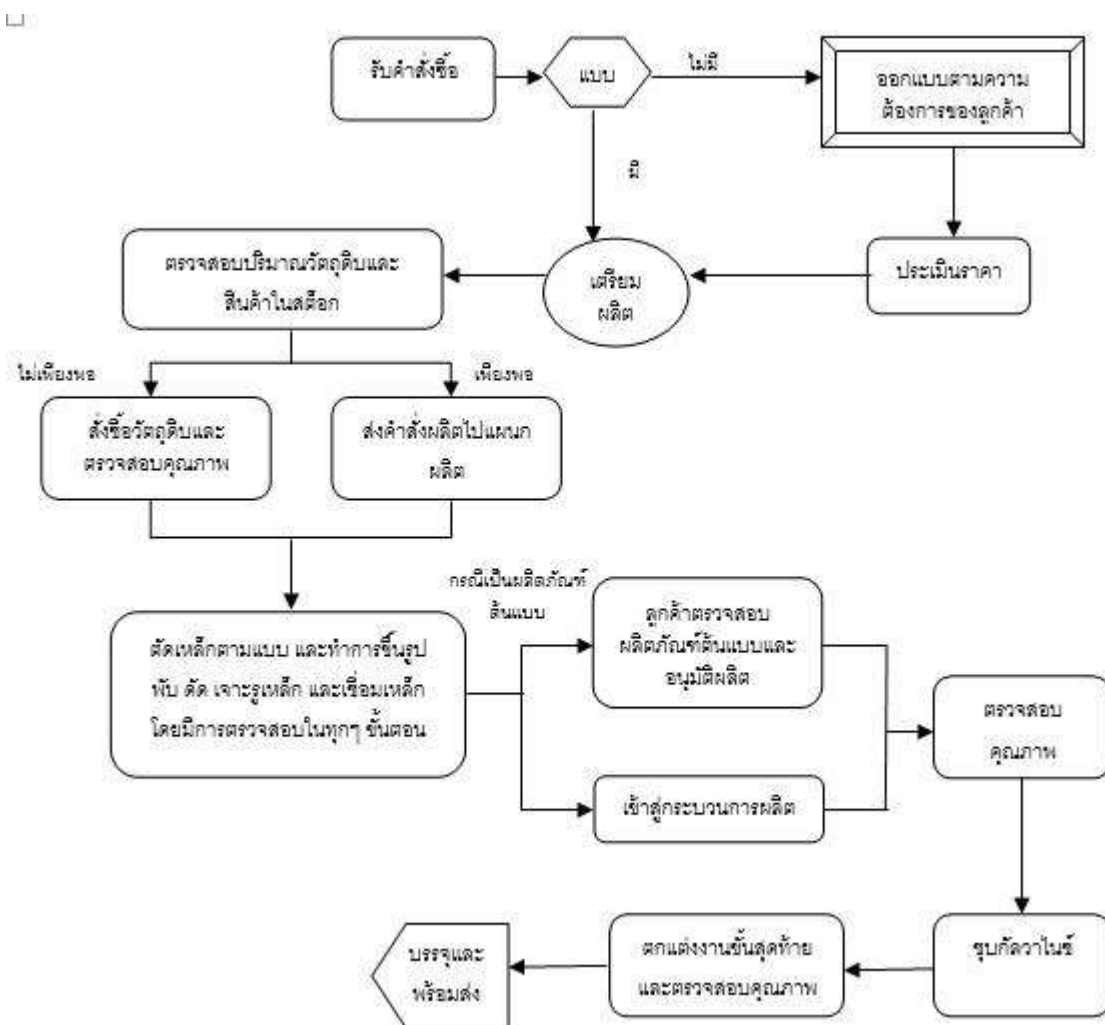 รับคำสั่งซื้อ
แบบ
ไม่มี
ออกแบบตามความ
ต้องการของลูกค้า
มี
ตรวจสอบปริมาณวัตถุดิบและ
สินค้าในสต็อก
เตรียม
ผลิต
ประเมินราคา
ไม่เพียงพอ
เพียงพอ
สั่งซื้อวัตถุดิบและ
ตรวจสอบคุณภาพ
ส่งคำสั่งผลิตไปแผนก
ผลิต
กรณีเป็นผลิตภัณฑ์
ต้นแบบ
ตัดเหล็กตามแบบ และทำการขึ้นรูป
พับ ดัด เจาะรูเหล็ก และเชื่อมเหล็ก
โดยมีการตรวจสอบในทุกๆ ขั้นตอน
ลูกค้าตรวจสอบ
ผลิตภัณฑ์ต้นแบบและ
อนุมัติผลิต
เข้าสู่กระบวนการผลิต
ตรวจสอบ
คุณภาพ
ชุบกัลวาไนซ์
ตกแต่งงานขั้นสุดท้าย
และตรวจสอบคุณภาพ
บรรจุและ
พร้อมส่ง